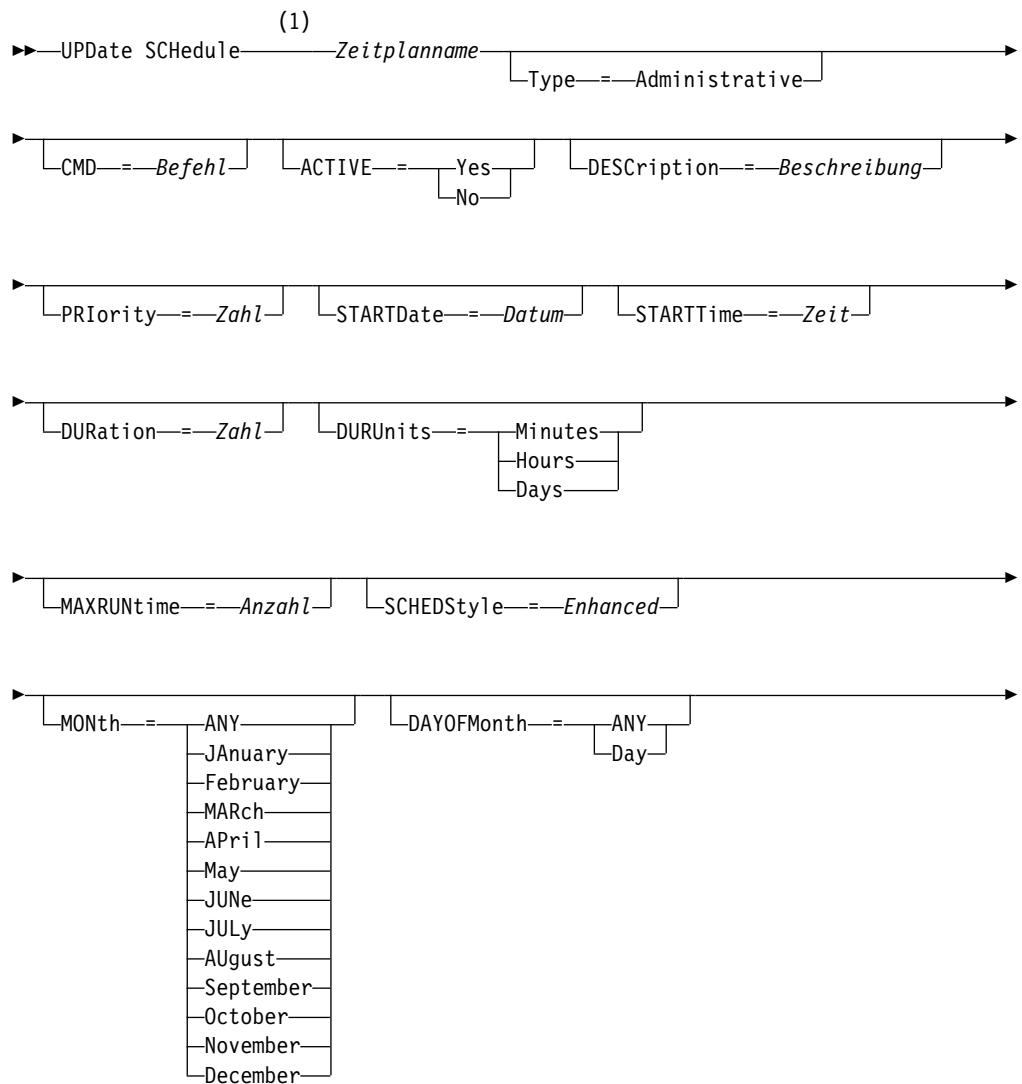 (1)
UPDate SCHedule Zeitplanname
Type = Administrative
CMD = Befehl ACTIVE = Yes DESCription = Beschreibung
No
PRIority = Zahl STARTDate = Datum STARTTime = Zeit
DURation = Zahl DURUnits = Minutes
Hours
Days
MAXRUNtime = Anzahl SCHEDStyle = Enhanced
MONth = ANY DAYOFMonth = ANY
JAnuary Day
February
MARch
APril
May
JUNe
JULy
AUgust
September
October
November
December